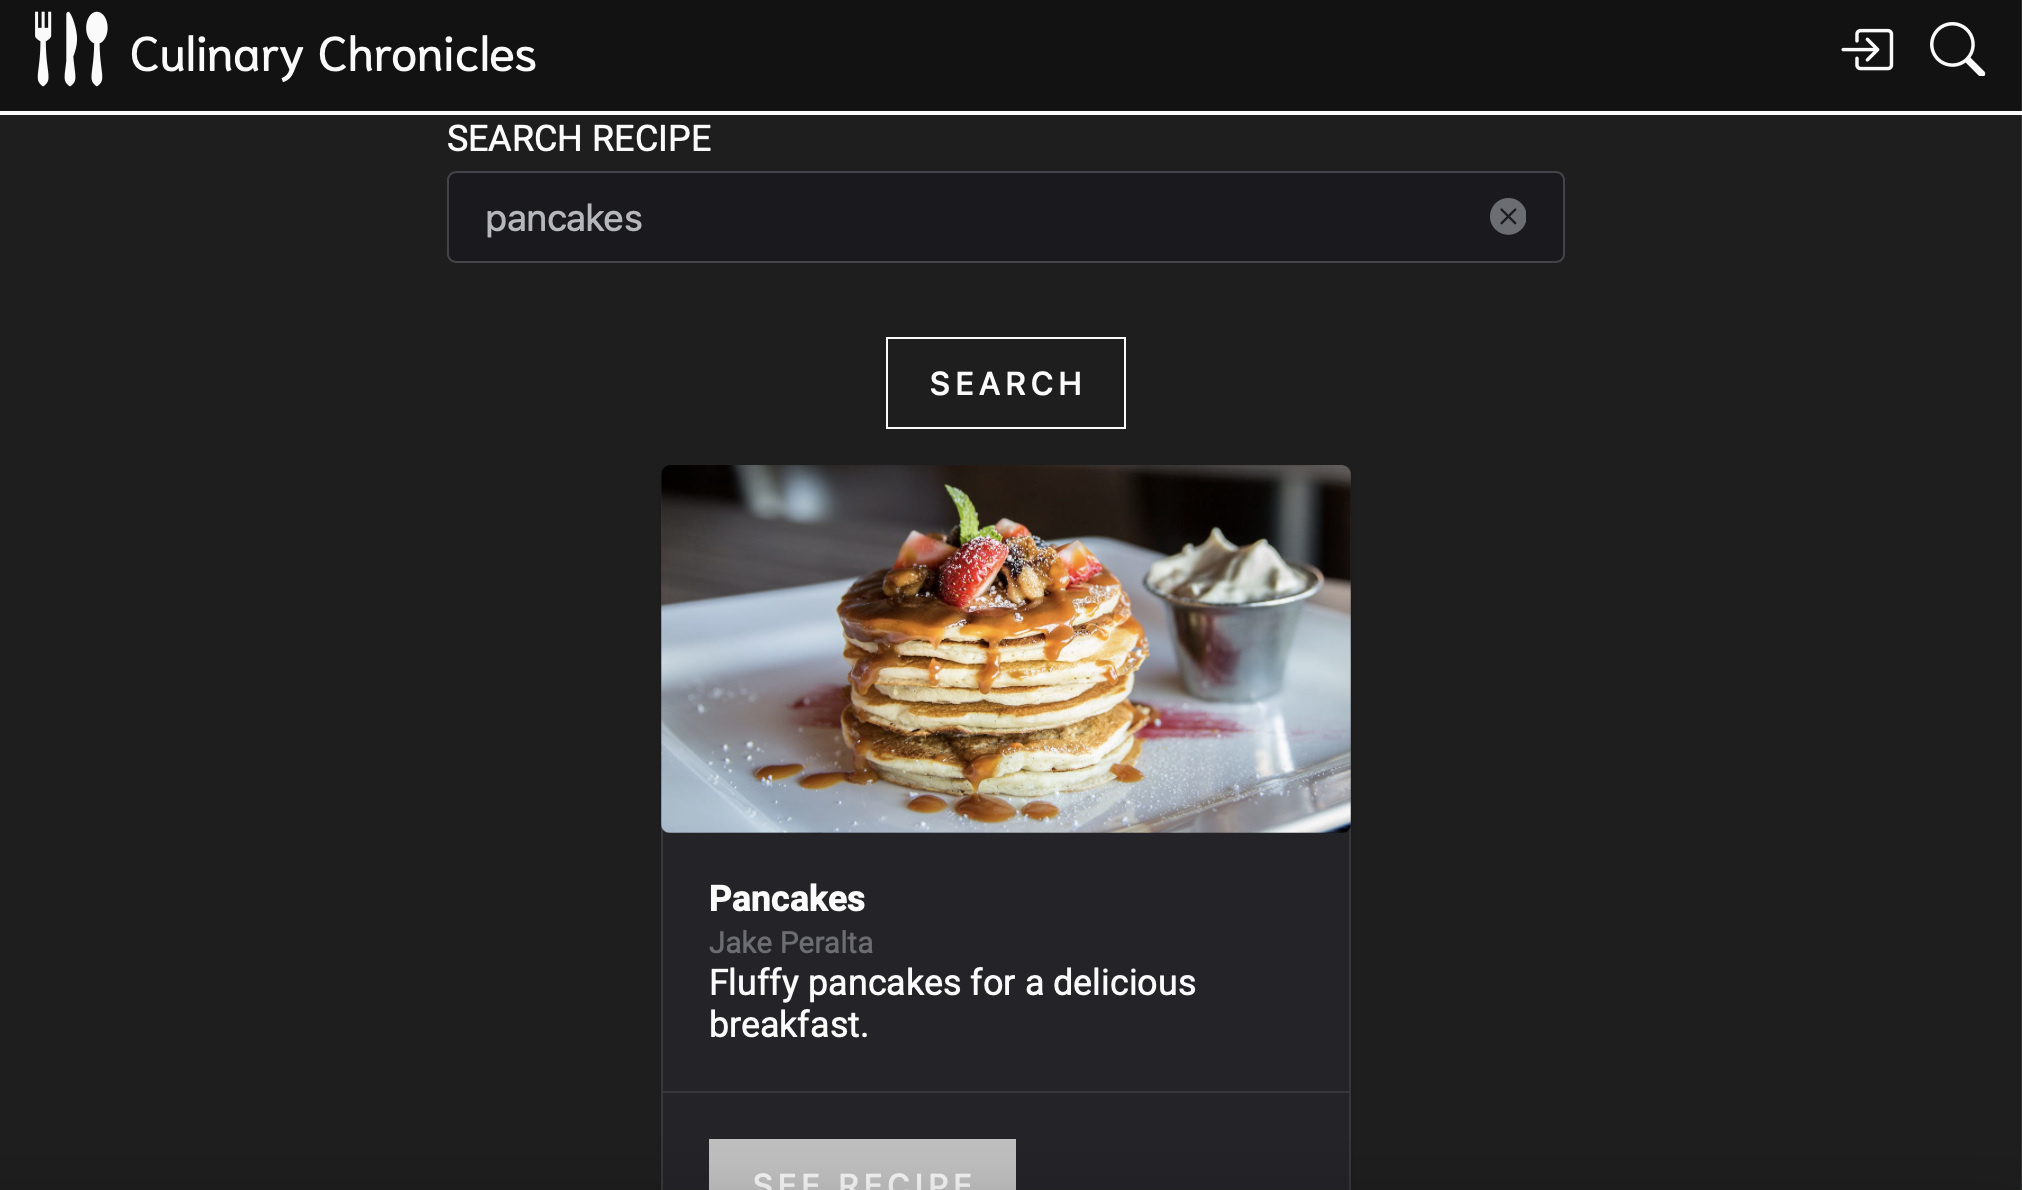 Culinary Chronicles
SEARCH RECIPE
pancakes
SEARCH
Pancakes
Jake Peralta
Fluffy pancakes for a delicious
breakfast.
SEE RECIPE